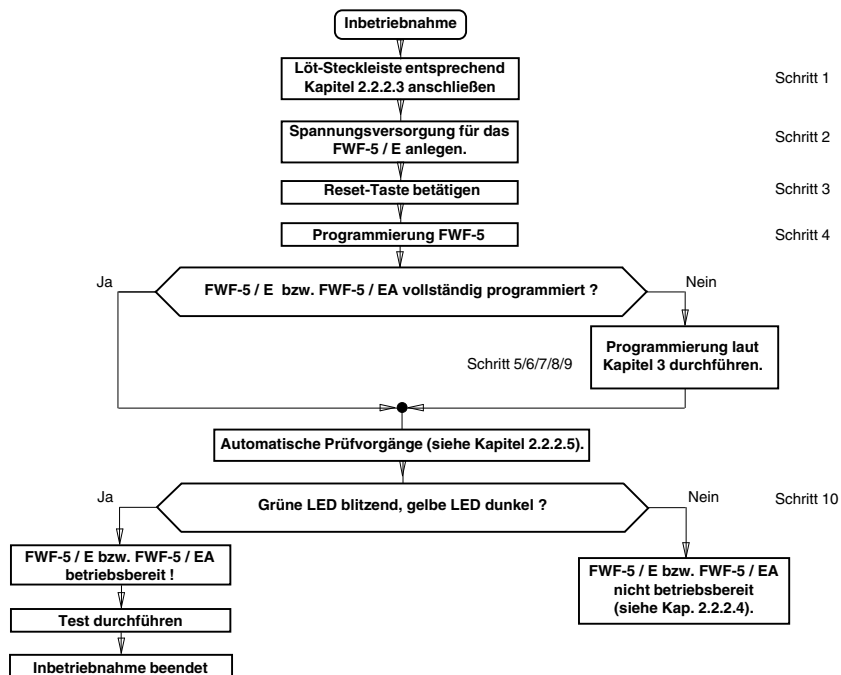 Inbetriebnahme
Löt-Steckleiste entsprechend
Kapitel 2.2.2.3 anschließen
Schritt 1
Spannungsversorgung für das
FWF-5 / E anlegen.
Schritt 2
Reset-Taste betätigen
Schritt 3
Programmierung FWF-5
Schritt 4
Ja
FWF-5 / E bzw. FWF-5 / EA vollständig programmiert ?
Nein
Schritt 5/6/7/8/9
Programmierung laut
Kapitel 3 durchführen.
Automatische Prüfvorgänge (siehe Kapitel 2.2.2.5).
Ja
Grüne LED blitzend, gelbe LED dunkel ?
Nein
Schritt 10
FWF-5 / E bzw. FWF-5 / EA
betriebsbereit !
FWF-5 / E bzw. FWF-5 / EA
nicht betriebsbereit
(siehe Kap. 2.2.2.4).
Test durchführen
Inbetriebnahme beendet